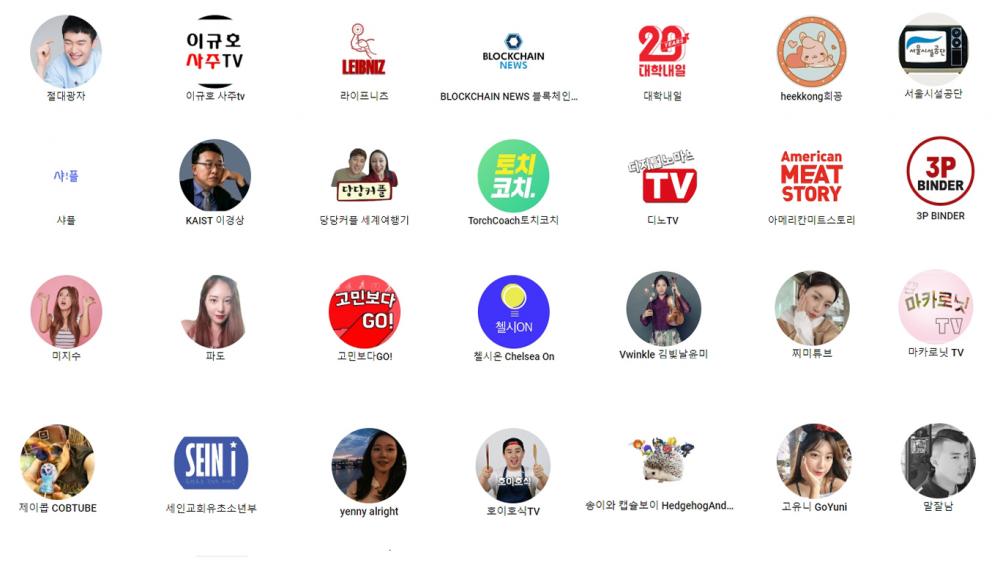 이규호
사주TV
LEIBNIZ
BLOCKCHAIN
NEWS
20
YEARS
대학내일
서울시설공단
절대광자
이규호 사주tv
라이프니츠
BLOCKCHAIN NEWS 블록체인...
대학내일
heekkong희꽁
서울시설공단
샤!플
당당커플
토치
코치.
디지털노마드
TV
American
MEAT
STORY
3P
BINDER
샤플
KAIST 이경상
당당커플 세계여행기
TorchCoach토치코치
디노TV
아메리칸미트스토리
3P BINDER
고민보다
GO!
첼시ON
마카로닛
TV
미지수
파도
고민보다GO!
첼시온 Chelsea On
Vwinkle 김빛날윤미
찌미튜브
마카로닛 TV
SEIN i
호이호식
제이콥 COBTUBE
세인교회유초소년부
yenny alright
호이호식TV
송이와 캡슐보이 HedgehogAnd...
고유니 GoYuni
말잘남